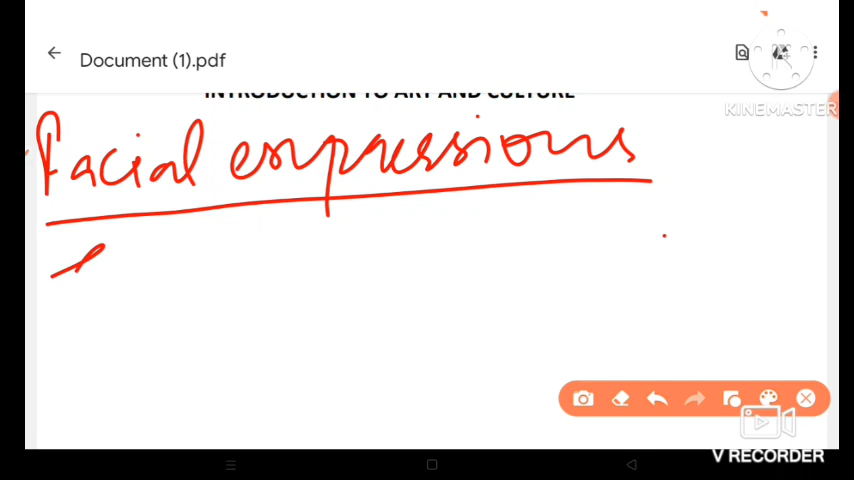 Document (1).pdf
KINEMASTER
INTRODUCTION TO ART AND CULTURE
Facial expressions
V RECORDER